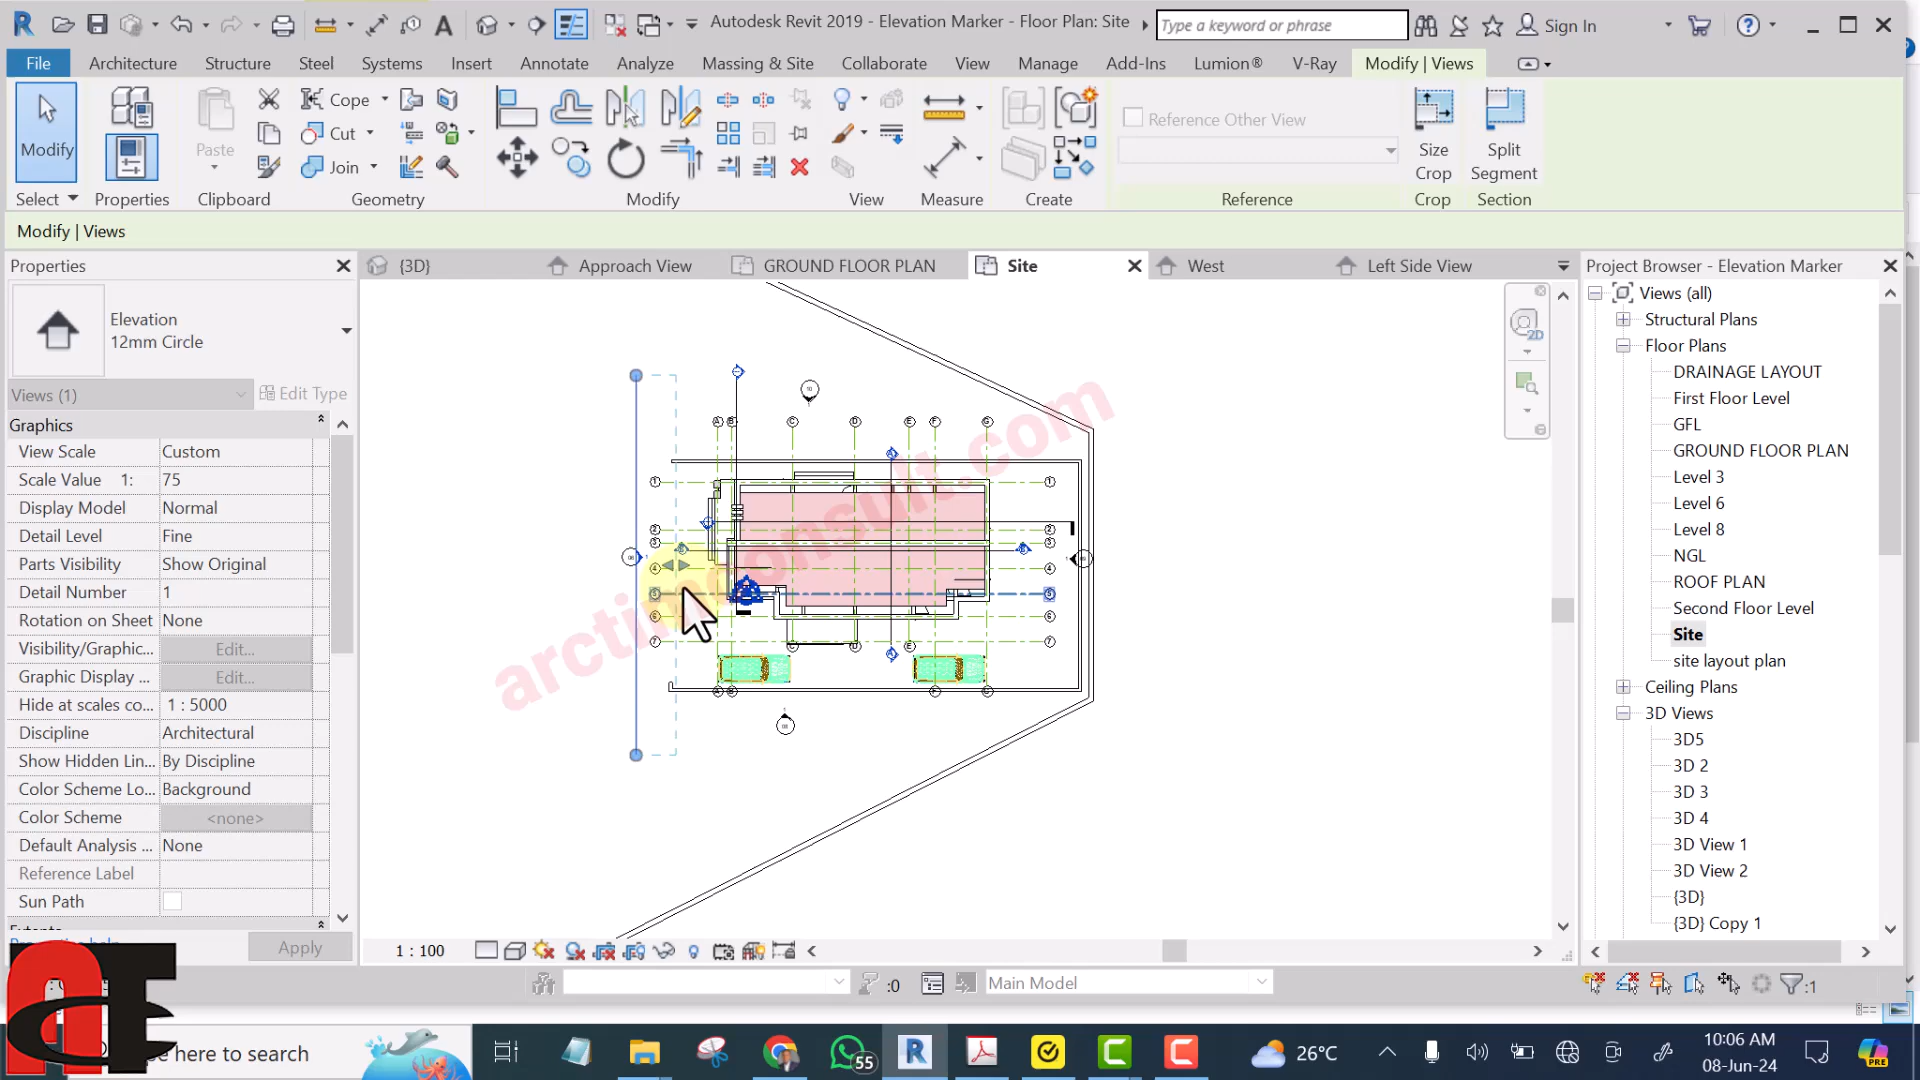 Autodesk Revit 2019 - Elevation Marker - Floor Plan: Site
Type a keyword or phrase
Sign In
File Architecture Structure Steel Systems Insert Annotate Analyze Massing & Site Collaborate View Manage Add-Ins Lumion® V-Ray Modify | Views
Modify
Paste
Cope
Cut
Join
Reference Other View
Size Crop
Split Segment
Select Properties Clipboard Geometry Modify View Measure Create Reference Crop Section
Modify | Views
Properties
{3D} Approach View GROUND FLOOR PLAN Site West Left Side View
Project Browser - Elevation Marker
Elevation
12mm Circle
Views (1) Edit Type
Graphics
View Scale Custom
Scale Value 1: 75
Display Model Normal
Detail Level Fine
Parts Visibility Show Original
Detail Number 1
Rotation on Sheet None
Visibility/Graphic... Edit...
Graphic Display ... Edit...
Hide at scales co... 1 : 5000
Discipline Architectural
Show Hidden Lin... By Discipline
Color Scheme Lo... Background
Color Scheme <none>
Default Analysis ... None
Reference Label
Sun Path
Apply
arctimconsult.com
2D
Views (all)
Structural Plans
Floor Plans
DRAINAGE LAYOUT
First Floor Level
GFL
GROUND FLOOR PLAN
Level 3
Level 6
Level 8
NGL
ROOF PLAN
Second Floor Level
Site
site layout plan
Ceiling Plans
3D Views
3D5
3D 2
3D 3
3D 4
3D View 1
3D View 2
{3D}
{3D} Copy 1
1 : 100
:0
Main Model
:1
here to search
55
26°C
10:06 AM
08-Jun-24
PRE